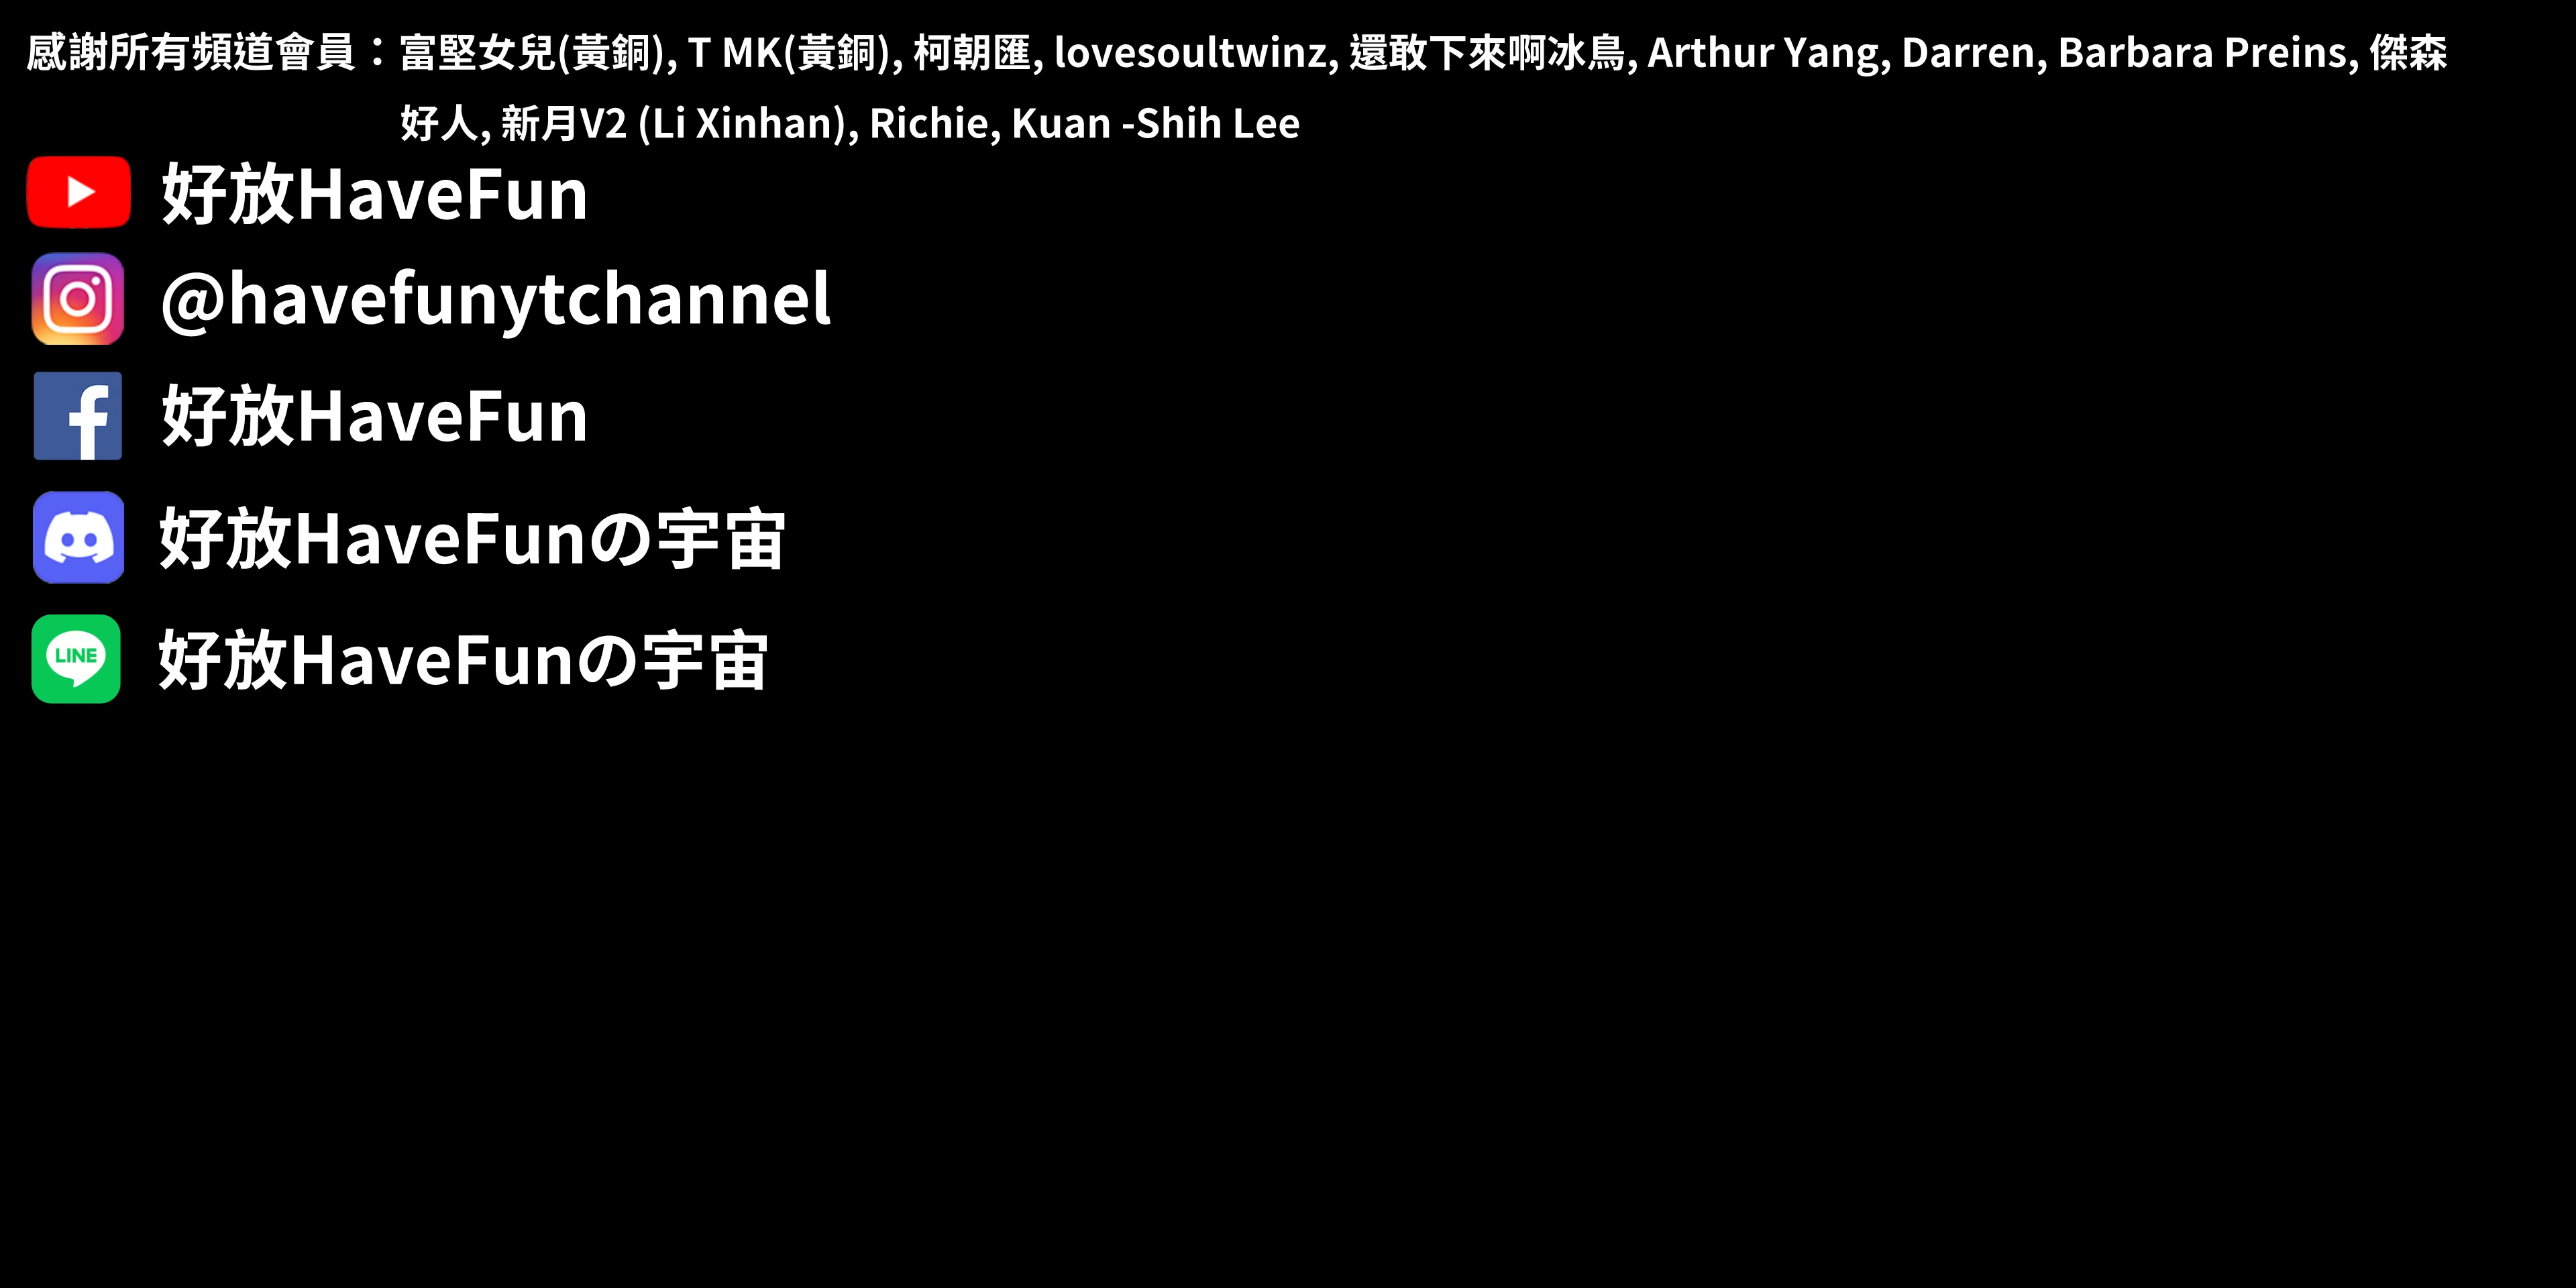 感謝所有頻道會員：富堅女兒(黃銅), T MK(黃銅), 柯朝匯, lovesoultwinz, 還敢下來啊冰鳥, Arthur Yang, Darren, Barbara Preins, 傑森
好人, 新月V2 (Li Xinhan), Richie, Kuan -Shih Lee
好放HaveFun
@havefunytchannel
好放HaveFun
好放HaveFunの宇宙
LINE 好放HaveFunの宇宙